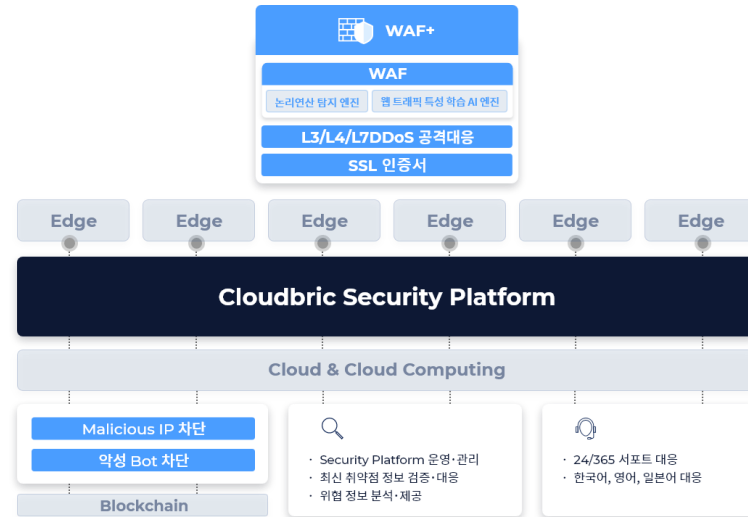 WAF+
WAF
논리연산 탐지 엔진
웹 트래픽 특성 학습 AI 엔진
L3/L4/L7DDoS 공격대응
SSL 인증서
Edge
Edge
Edge
Edge
Edge
Edge
Cloudbric Security Platform
Cloud & Cloud Computing
Malicious IP 차단
악성 Bot 차단
Blockchain
· Security Platform 운영·관리
· 최신 취약점 정보 검증·대응
· 위협 정보 분석·제공
· 24/365 서포트 대응
· 한국어, 영어, 일본어 대응